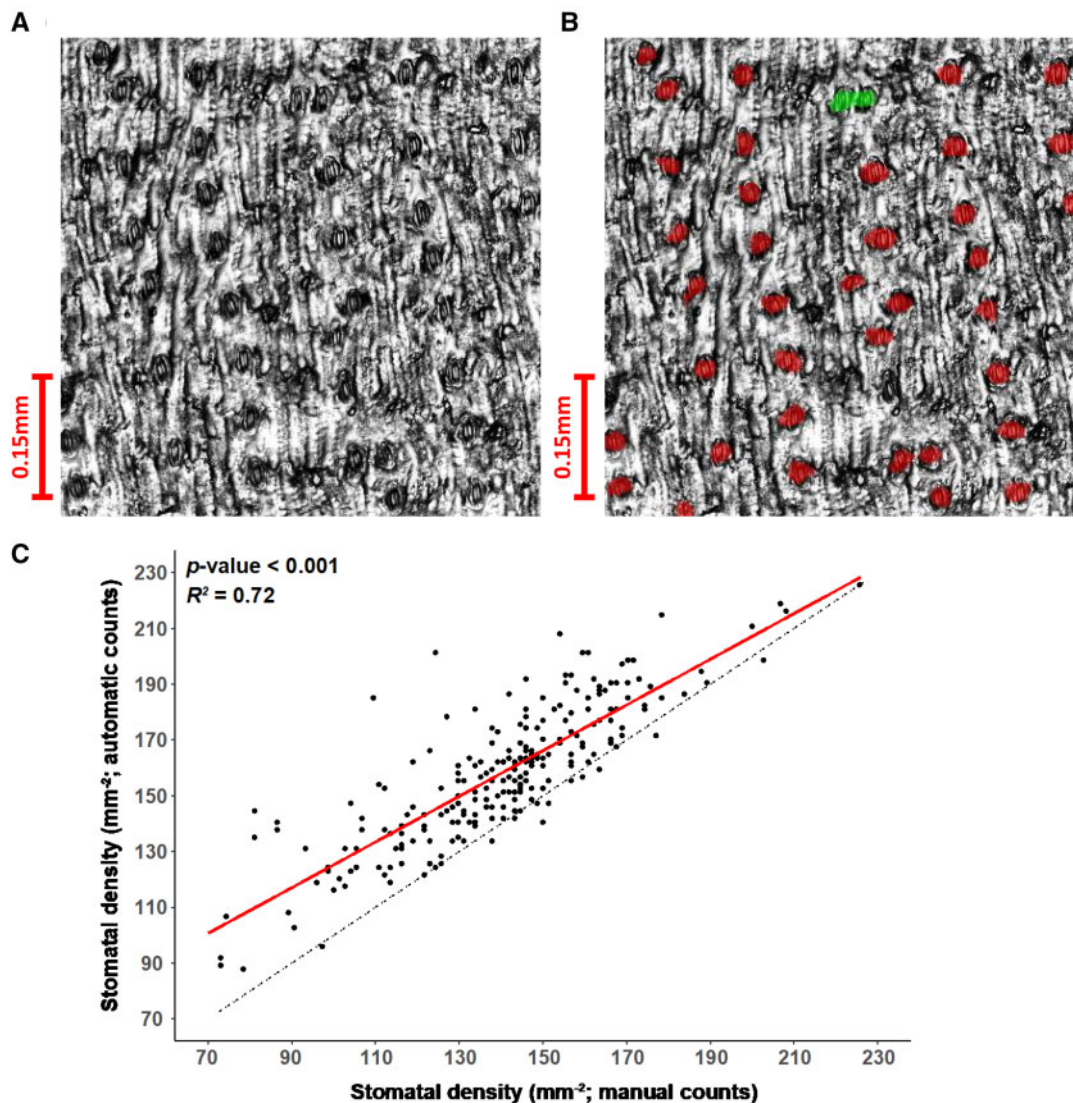 A
B
0.15mm
0.15mm
C
p-value < 0.001
R² = 0.72
Stomatal density (mm⁻²; automatic counts)
230
210
190
170
150
130
110
90
70
70 90 110 130 150 170 190 210 230
Stomatal density (mm⁻²; manual counts)